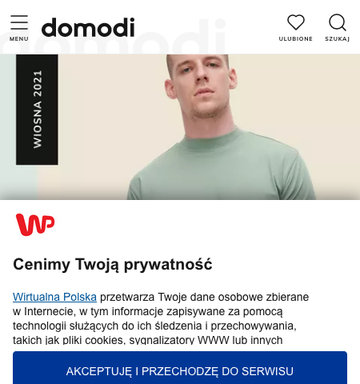 domodi
MENU
ULUBIONE
SZUKAJ
WIOSNA 2021
WP
Cenimy Twoją prywatność
Wirtualna Polska przetwarza Twoje dane osobowe zbierane
w Internecie, w tym informacje zapisywane za pomocą
technologii służących do ich śledzenia i przechowywania,
takich jak pliki cookies, sygnalizatory WWW lub innych
AKCEPTUJĘ I PRZECHODZĘ DO SERWISU